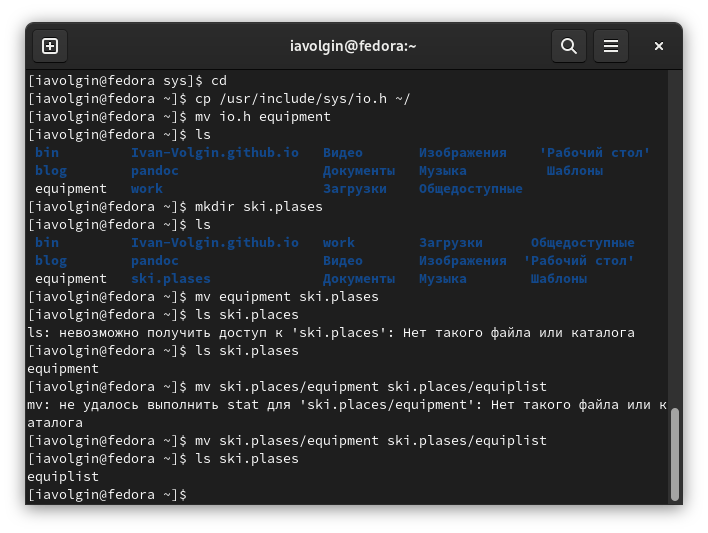 iavolgin@fedora:~
[iavolgin@fedora sys]$ cd
[iavolgin@fedora ~]$ cp /usr/include/sys/io.h ~/
[iavolgin@fedora ~]$ mv io.h equipment
[iavolgin@fedora ~]$ ls
bin Ivan-Volgin.github.io Видео Изображения 'Рабочий стол'
blog pandoc Документы Музыка Шаблоны
equipment work Загрузки Общедоступные
[iavolgin@fedora ~]$ mkdir ski.plases
[iavolgin@fedora ~]$ ls
bin Ivan-Volgin.github.io work Загрузки Общедоступные
blog pandoc Видео Изображения 'Рабочий стол'
equipment ski.plases Документы Музыка Шаблоны
[iavolgin@fedora ~]$ mv equipment ski.plases
[iavolgin@fedora ~]$ ls ski.places
ls: невозможно получить доступ к 'ski.places': Нет такого файла или каталога
[iavolgin@fedora ~]$ ls ski.plases
equipment
[iavolgin@fedora ~]$ mv ski.places/equipment ski.places/equiplist
mv: не удалось выполнить stat для 'ski.places/equipment': Нет такого файла или к
аталога
[iavolgin@fedora ~]$ mv ski.plases/equipment ski.plases/equiplist
[iavolgin@fedora ~]$ ls ski.plases
equiplist
[iavolgin@fedora ~]$